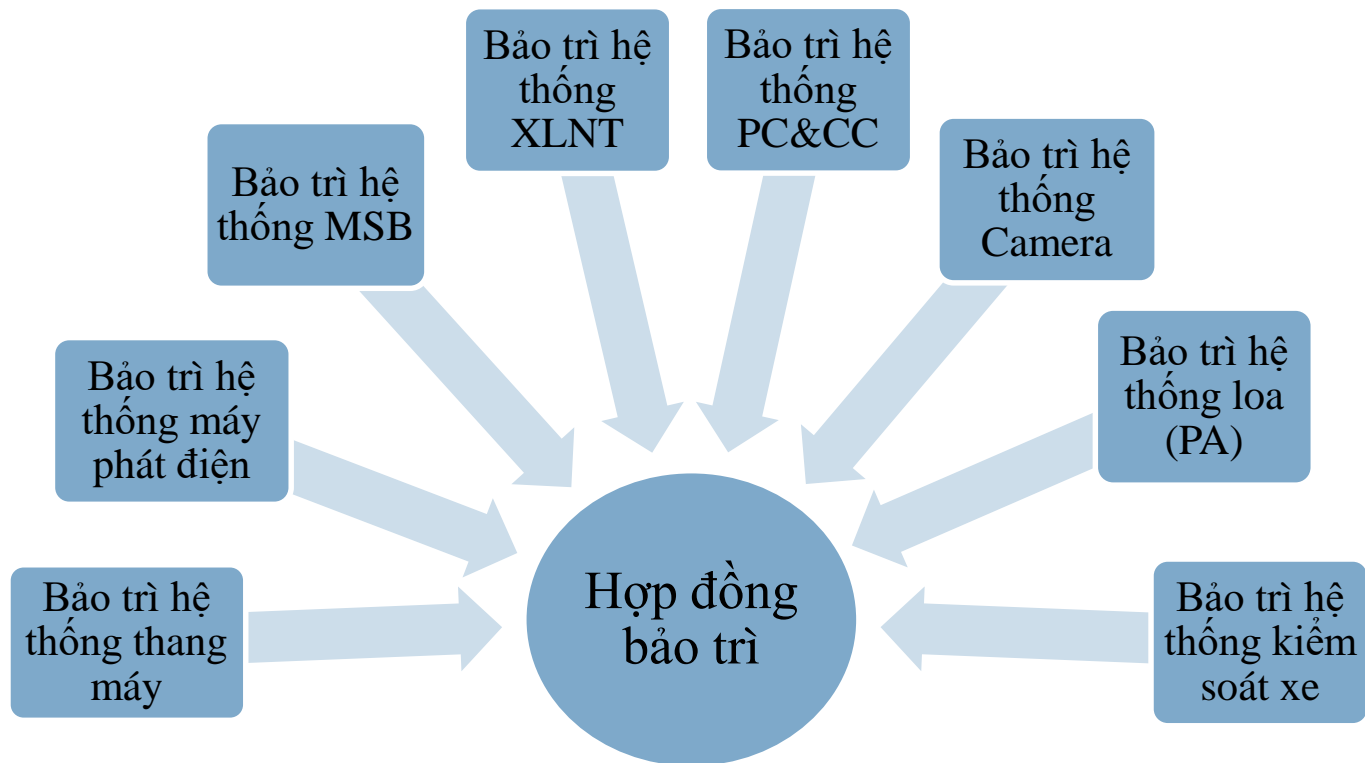 Bảo trì hệ
thống
XLNT
Bảo trì hệ
thống
PC&CC
Bảo trì hệ
thống MSB
Bảo trì hệ
thống
Camera
Bảo trì hệ
thống máy
phát điện
Bảo trì hệ
thống loa
(PA)
Bảo trì hệ
thống thang
máy
Hợp đồng
bảo trì
Bảo trì hệ
thống kiểm
soát xe